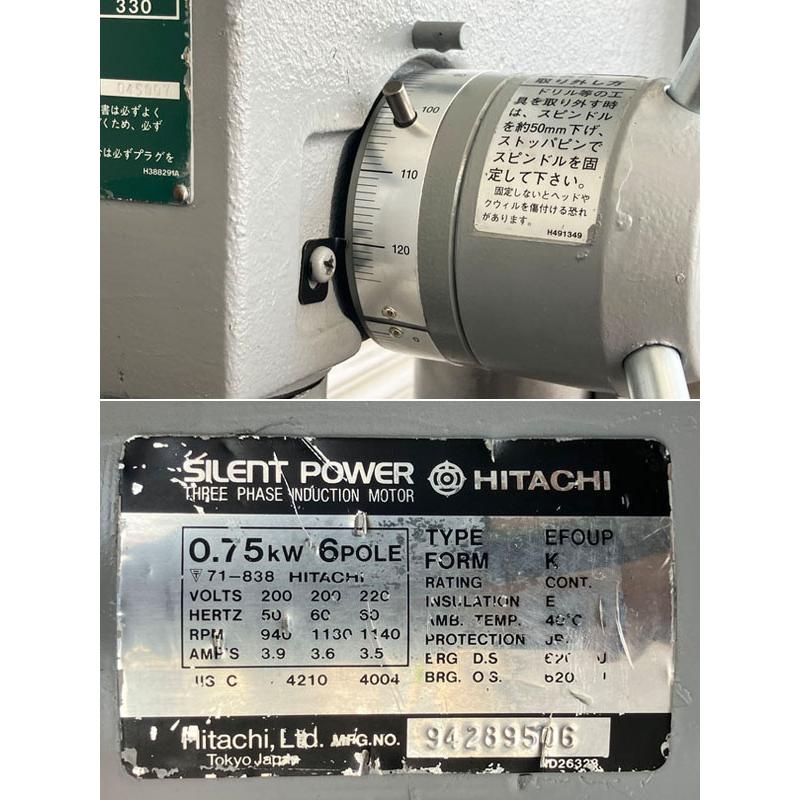 330
045007
書は必ずよく
ため、必ず
は必ずプラグを
H388291A
100
110
120
0
取り外し方
ドリル等の工
具を取り外す時
は、スピンドル
を約50mm下げ、
ストッパピンで
スピンドルを固
定して下さい。
固定しないとヘッドや
クウィルを傷付ける恐れ
があります。
H491349
SILENT POWER HITACHI
THREE PHASE INDUCTION MOTOR
0.75kW 6POLE
71-838 HITACHI
VOLTS 200 200 220
HERTZ 50 60 60
RPM 940 1130 1140
AMP'S 3.9 3.6 3.5
4210 4004
TYPE EFOUP
FORM K
RATING CONT.
INSULATION E
AMB. TEMP. 40°C
PROTECTION
BRG. O.S.
Hitachi, Ltd. MFG.NO. 94289506
Tokyo Japan